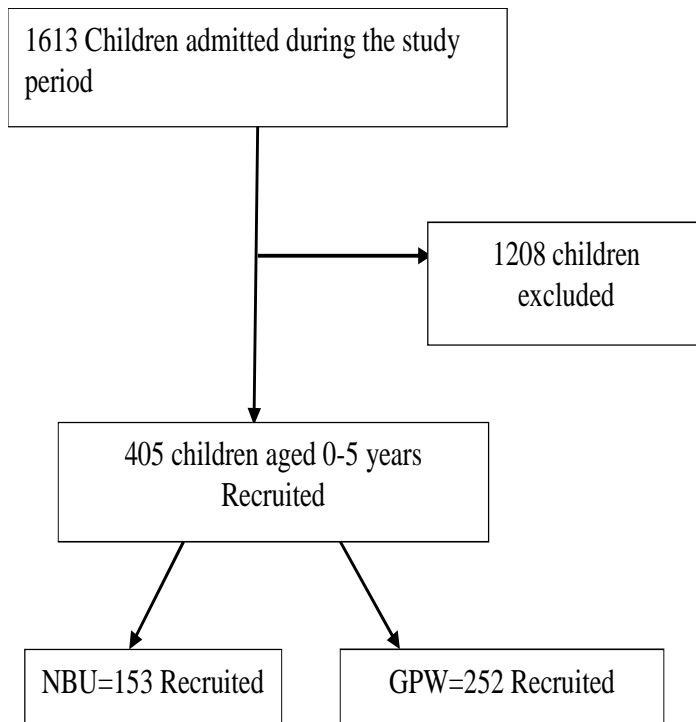 1613 Children admitted during the study
period
1208 children
excluded
405 children aged 0-5 years
Recruited
NBU=153 Recruited
GPW=252 Recruited